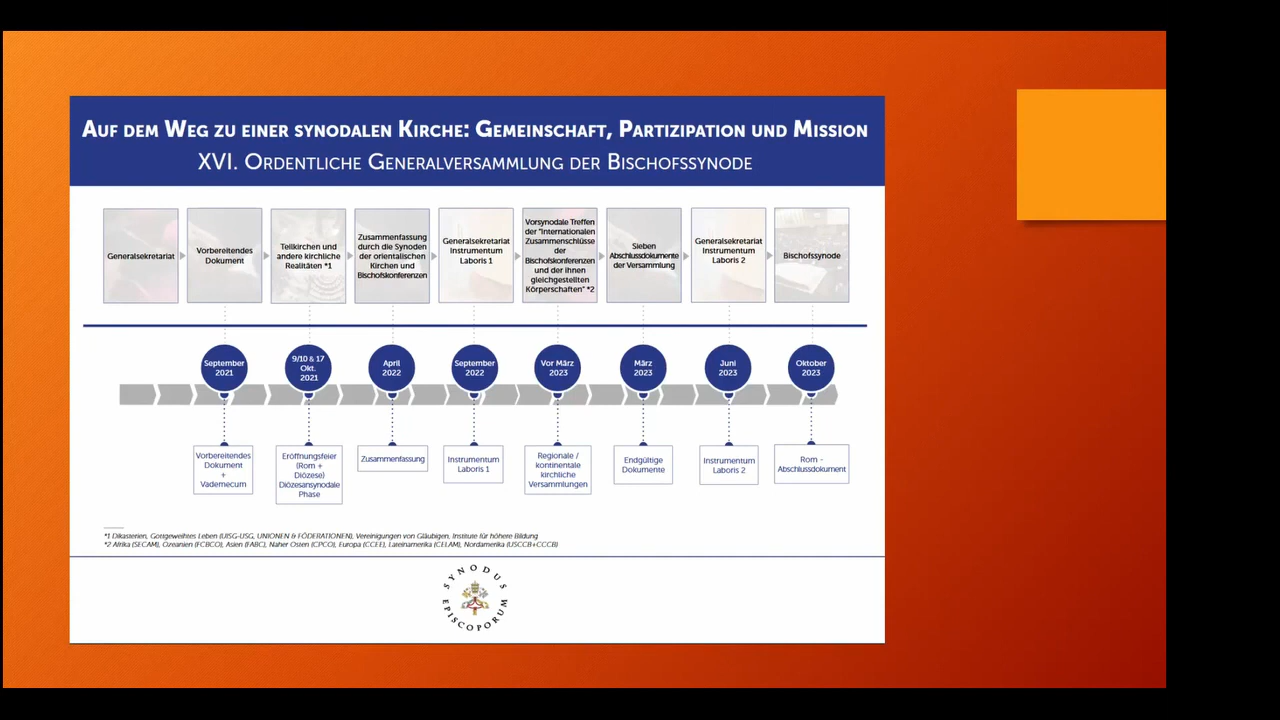 Auf dem Weg zu einer synodalen Kirche: Gemeinschaft, Partizipation und Mission
XVI. Ordentliche Generalversammlung der Bischofssynode
Generalsekretariat
Vorbereitendes
Dokument
Teilkirchen und
andere kirchliche
Realitäten *1
Zusammenfassung
durch die Synoden
der orientalischen
Kirchen und
Bischofskonferenzen
Generalsekretariat
Instrumentum
Laboris 1
Vorsynodale Treffen
der "Internationalen
Zusammenschlüsse
der
Bischofskonferenzen
und der ihnen
gleichgestellten
Körperschaften" *2
Sieben
Abschlussdokumente
der Versammlung
Generalsekretariat
Instrumentum
Laboris 2
Bischofssynode
September
2021
9/10 & 17
Okt.
2021
April
2022
September
2022
Vor März
2023
März
2023
Juni
2023
Oktober
2023
Vorbereitendes
Dokument
+
Vademecum
Eröffnungsfeier
(Rom +
Diözese)
Diözesansynodale
Phase
Zusammenfassung
Instrumentum
Laboris 1
Regionale /
kontinentale
kirchliche
Versammlungen
Endgültige
Dokumente
Instrumentum
Laboris 2
Rom -
Abschlussdokument
*1 Dikasterien, Gottgeweihtes Leben (UISG-USG, UNIONEN & FÖDERATIONEN), Vereinigungen von Gläubigen, Institute für höhere Bildung
*2 Afrika (SECAM), Ozeanien (FCBCO), Asien (FABC), Naher Osten (CPCO), Europa (CCEE), Lateinamerika (CELAM), Nordamerika (USCCB+CCCB)
SYNODUS
EPISCOPORUM